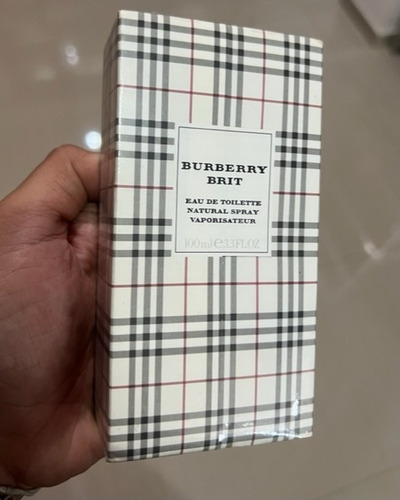 BURBERRY
BRIT
EAU DE TOILETTE
NATURAL SPRAY
VAPORISATEUR
100ml℮3.3FL.OZ